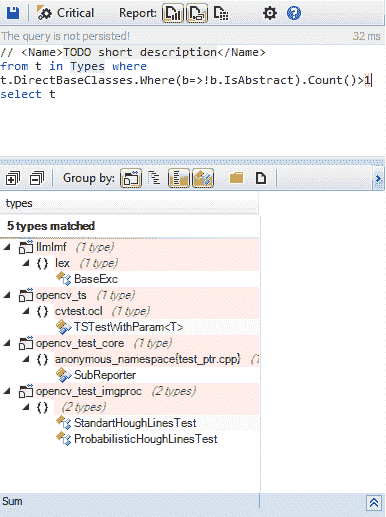 Critical Report:
The query is not persisted! 32 ms
// <Name>TODO short description</Name>
from t in Types where
t.DirectBaseClasses.Where(b=>!b.IsAbstract).Count()>1
select t
Group by:
types
5 types matched
llmlmf (1 type)
{} lex (1 type)
BaseExc
opencv_ts (1 type)
{} cvtest.ocl (1 type)
TSTestWithParam<T>
opencv_test_core (1 type)
{} anonymous_namespace{test_ptr.cpp} (1
SubReporter
opencv_test_imgproc (2 types)
{} (2 types)
StandartHoughLinesTest
ProbabilisticHoughLinesTest
Sum